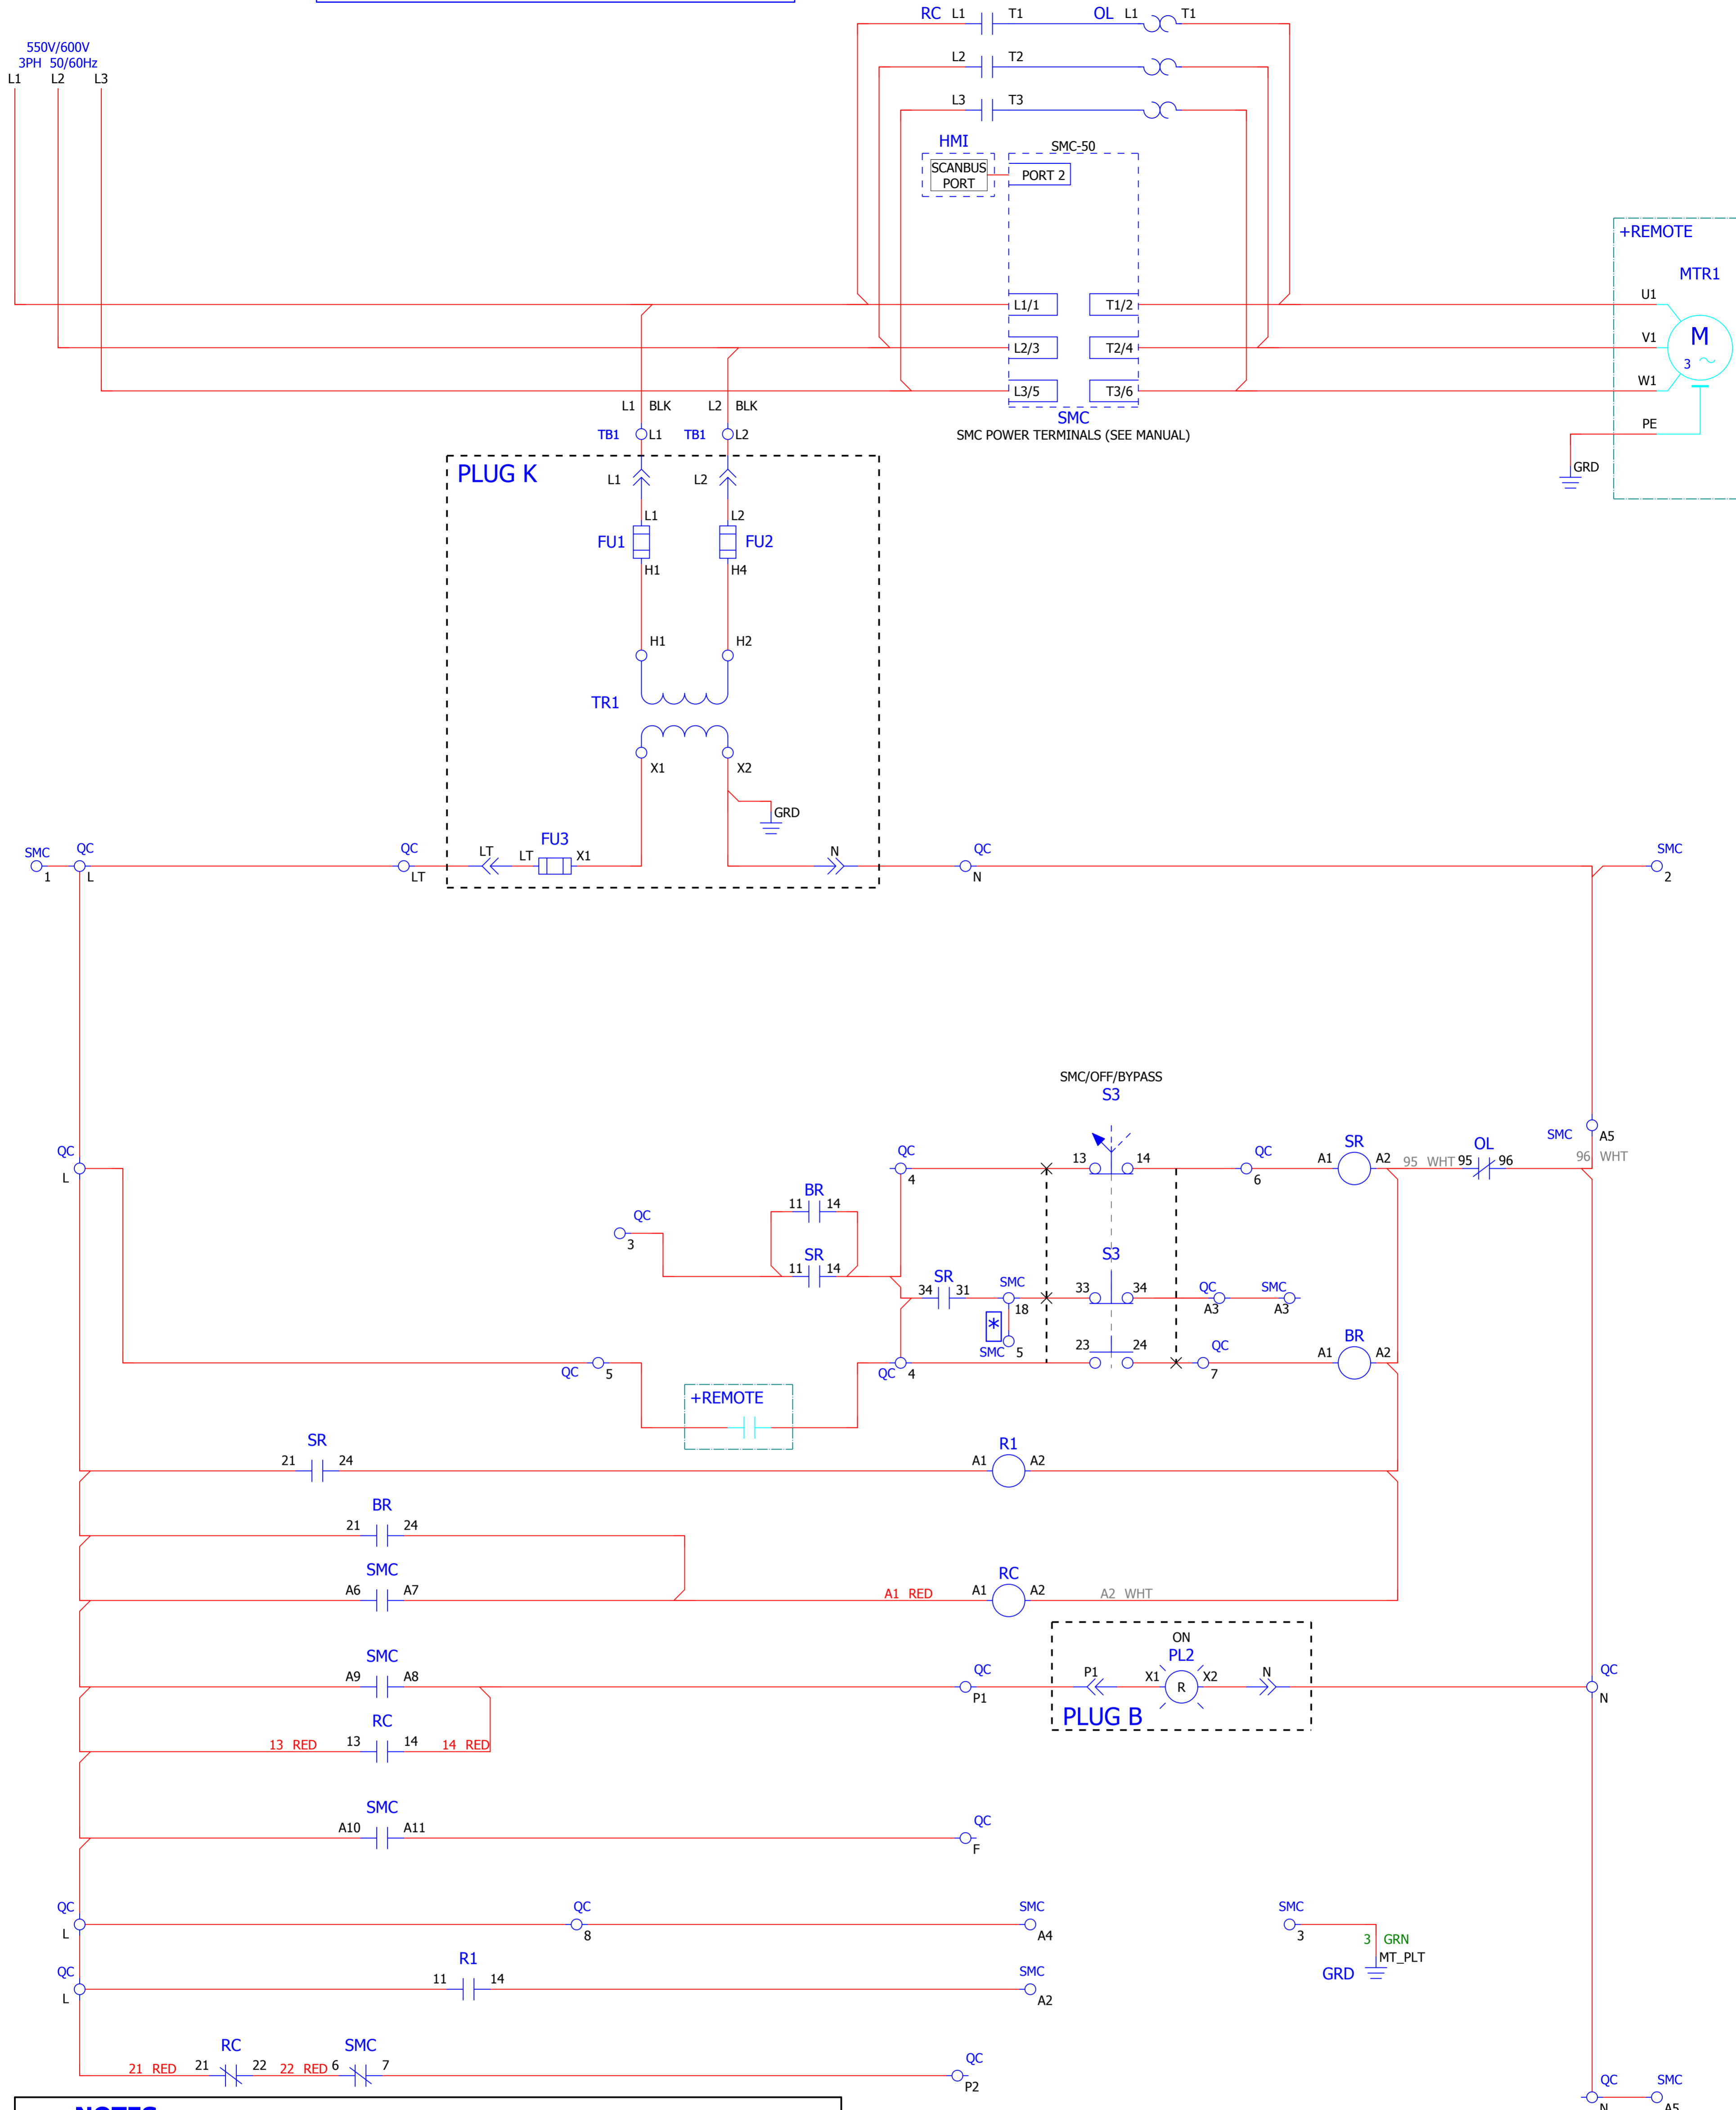 RC L1 T1 OL L1 T1
550V/600V
3PH 50/60Hz
L1 L2 L3
L2 T2
L3 T3
HMI
SMC-50
SCANBUS
PORT
PORT 2
+REMOTE
MTR1
L1/1 T1/2 U1
L2/3 T2/4 V1
M
3
L3/5 T3/6 W1
L1 BLK L2 BLK
SMC
SMC POWER TERMINALS (SEE MANUAL)
PE
TB1 L1 TB1 L2
GRD
PLUG K
L1 L2
L1 L2
FU1 FU2
H1 H4
H1 H2
TR1
X1 X2
GRD
SMC QC QC FU3 QC SMC
LT LT X1 N
1 L LT N 2
SMC/OFF/BYPASS
S3
SMC A5
QC QC 13 14 QC SR OL
A1 A2 95 WHT 95 96 96 WHT
L 4 6
BR
11 14
QC
3
SR
11 14
S3
SR
34 31 SMC 33 34 QC SMC
18 A3 A3
*
SMC 5 23 24 QC BR
A1 A2
QC 5 QC 4 7
+REMOTE
SR R1
21 24 A1 A2
BR
21 24
SMC RC
A6 A7 A1 RED A1 A2 A2 WHT
ON
SMC PL2
A9 A8 QC P1 X1 R X2 N QC
P1 N
PLUG B
RC
13 RED 13 14 14 RED
SMC
A10 A11 QC
F
QC QC SMC SMC
L 8 A4 3
3 GRN
MT_PLT
GRD
QC R1 SMC
11 14
L A2
RC SMC
21 RED 21 22 22 RED 6 7 QC
P2
QC SMC
N A5
NOTES